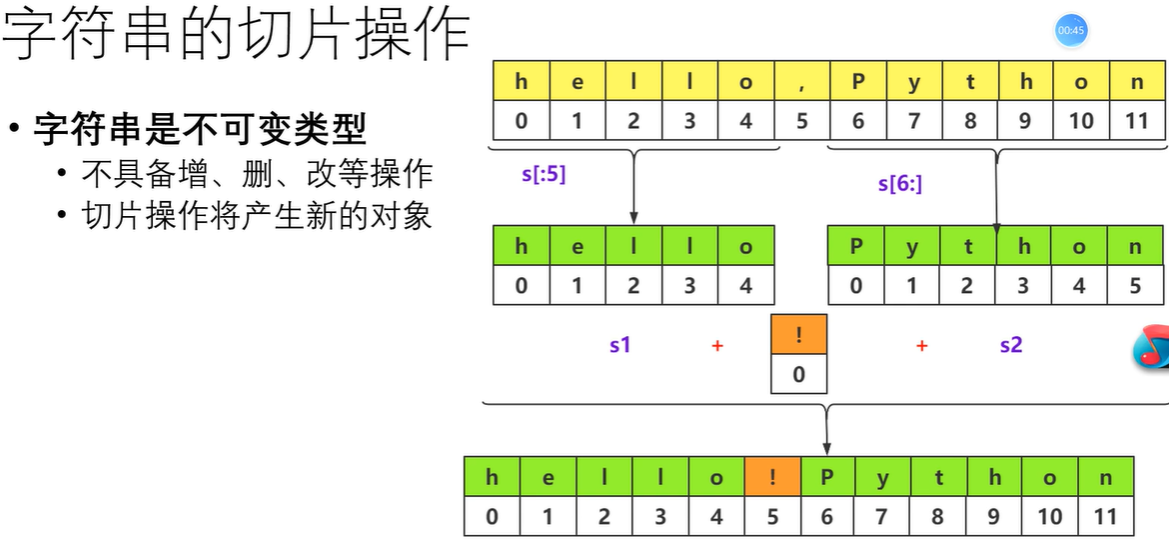 字符串的切片操作
00:45
h e l l o , P y t h o n
0 1 2 3 4 5 6 7 8 9 10 11
• 字符串是不可变类型
• 不具备增、删、改等操作
• 切片操作将产生新的对象
s[:5]
s[6:]
h e l l o
0 1 2 3 4
P y t h o n
0 1 2 3 4 5
s1 + ! + s2
0
h e l l o ! P y t h o n
0 1 2 3 4 5 6 7 8 9 10 11